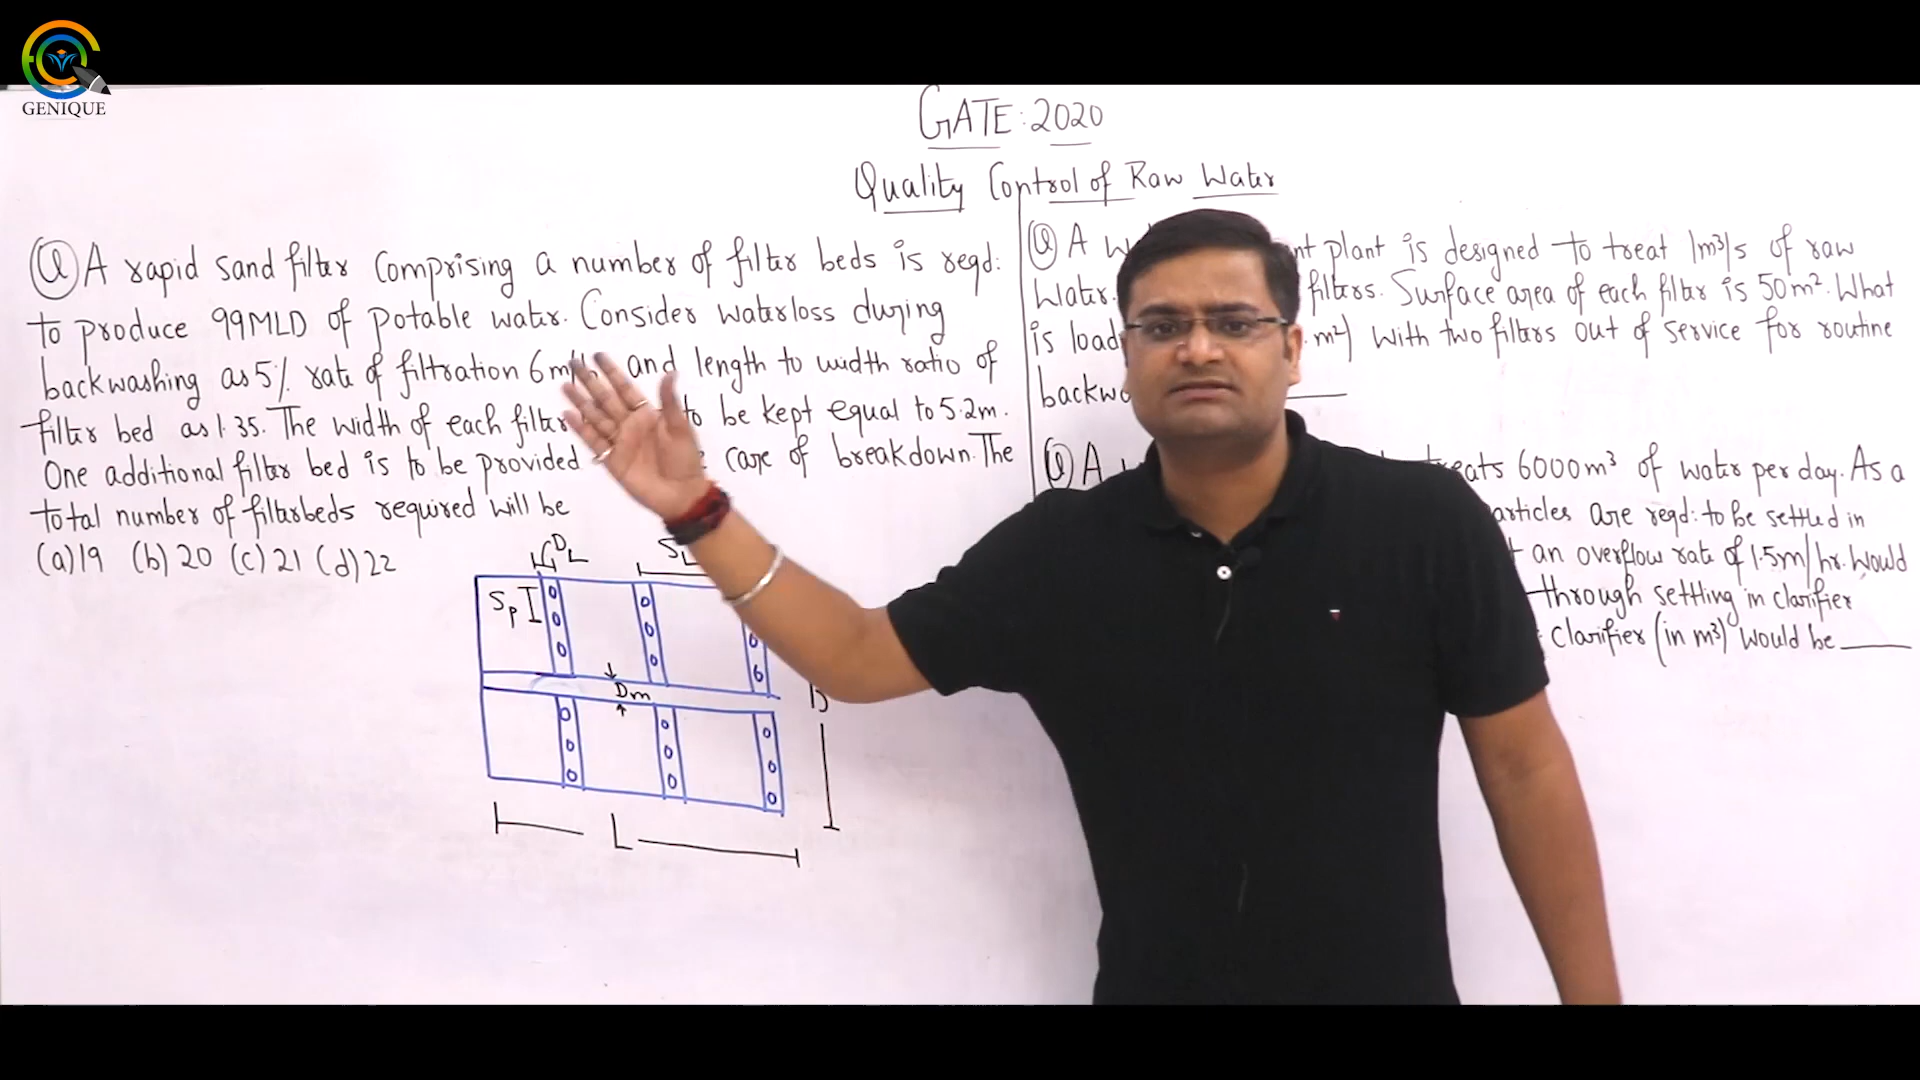 GENIQUE
GATE: 2020
Quality Control of Raw Water
(Q) A rapid sand filter Comprising a number of filter beds is reqd:
to produce 99MLD of potable water. Consider waterloss during
backwashing as 5% rate of filtration 6m/h and length to width ratio of
filter bed as 1.35. The width of each filter to be kept equal to 5.2m.
One additional filter bed is to be provided case of breakdown. The
total number of filterbeds required will be
(a) 19 (b) 20 (c) 21 (d) 22
DL SL
Sp
Dm
B
L
(Q) A nt plant is designed to treat 1m³/s of raw
Water. filters. Surface area of each filter is 50m². What
is load m²) with two filters out of service for routine
backwa
(Q) A treats 6000m³ of water per day. As a
articles are reqd: to be settled in
an overflow rate of 1.5m/hr. Would
through settling in clarifier
clarifier (in m³) would be